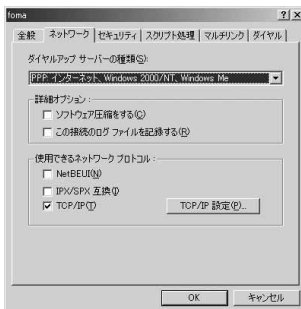 foma
全般 ネットワーク セキュリティ スクリプト処理 マルチリンク ダイヤル
ダイヤルアップ サーバーの種類(S):
PPP: インターネット、Windows 2000/NT、Windows Me
詳細オプション:
ソフトウェア圧縮をする(C)
この接続のログ ファイルを記録する(R)
使用できるネットワーク プロトコル:
NetBEUI(N)
IPX/SPX 互換(I)
TCP/IP(T) TCP/IP 設定(P)...
OK キャンセル